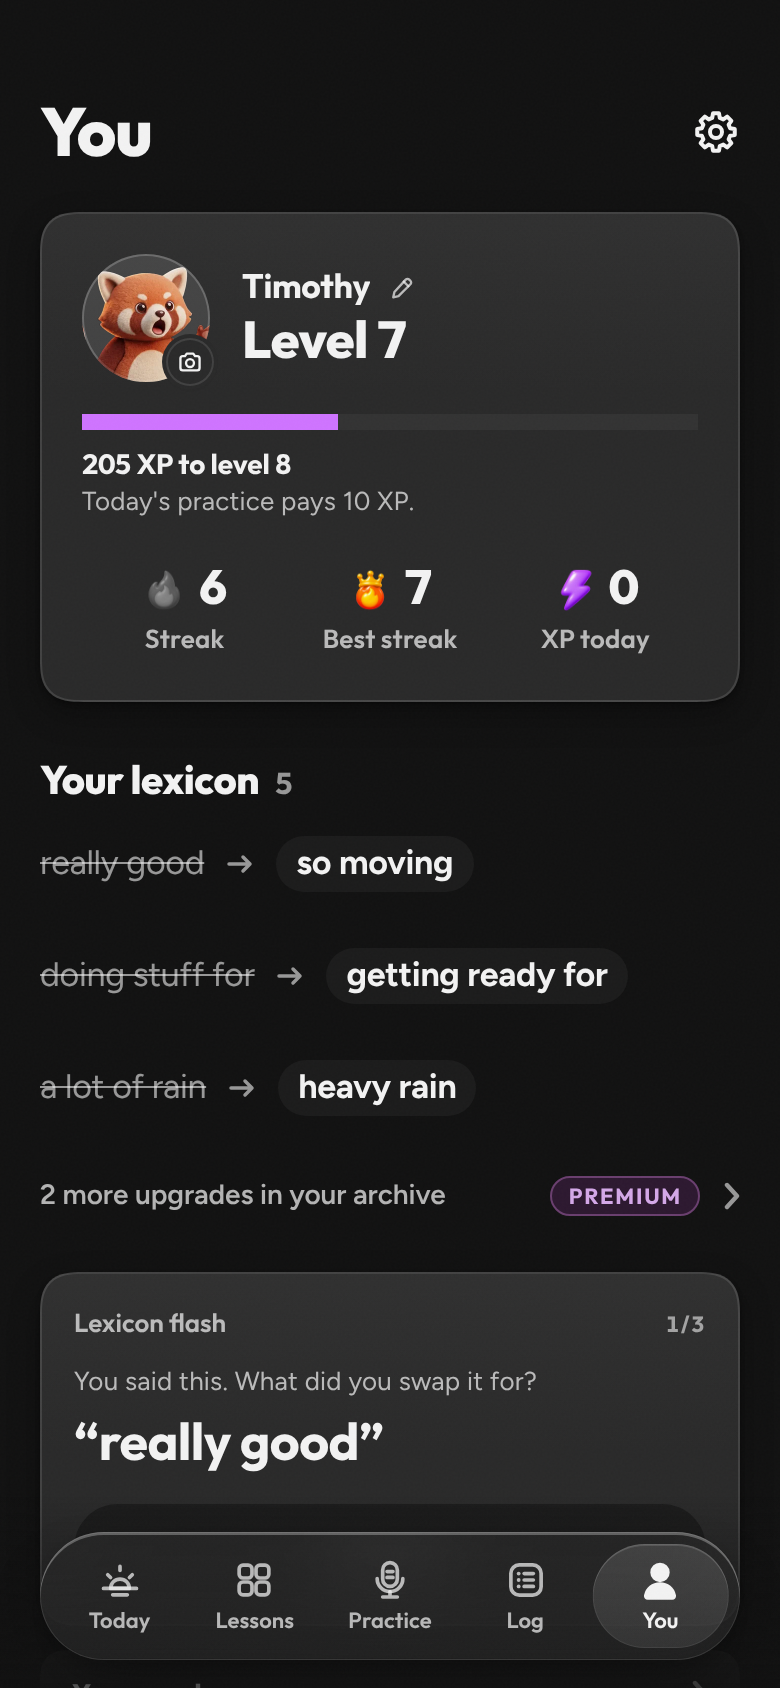 You
Timothy
Level 7
205 XP to level 8
Today's practice pays 10 XP.
6 7 0
Streak Best streak XP today
Your lexicon 5
really good → so moving
doing stuff for → getting ready for
a lot of rain → heavy rain
2 more upgrades in your archive PREMIUM
Lexicon flash 1/3
You said this. What did you swap it for?
“really good”
Today Lessons Practice Log You